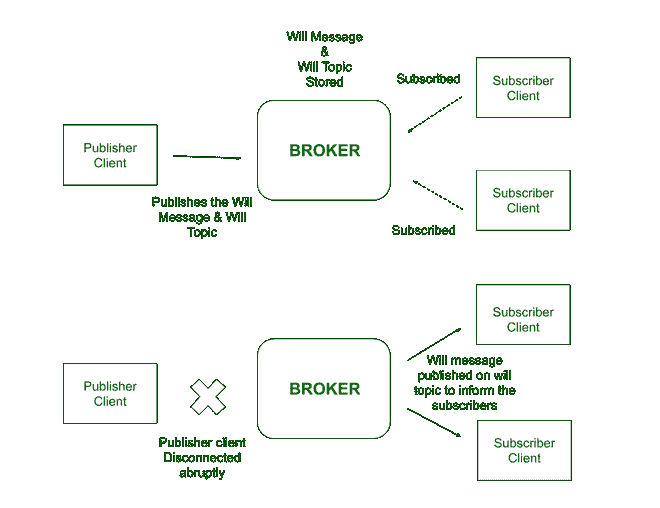 Will Message
&
Will Topic
Stored
Subscribed
Subscriber
Client
Publisher
Client
BROKER
Publishes the Will
Message & Will
Topic
Subscriber
Client
Subscribed
Subscriber
Client
Publisher
Client
BROKER
Will message
published on will
topic to inform the
subscribers
Publisher client
Disconnected
abruptly
Subscriber
Client